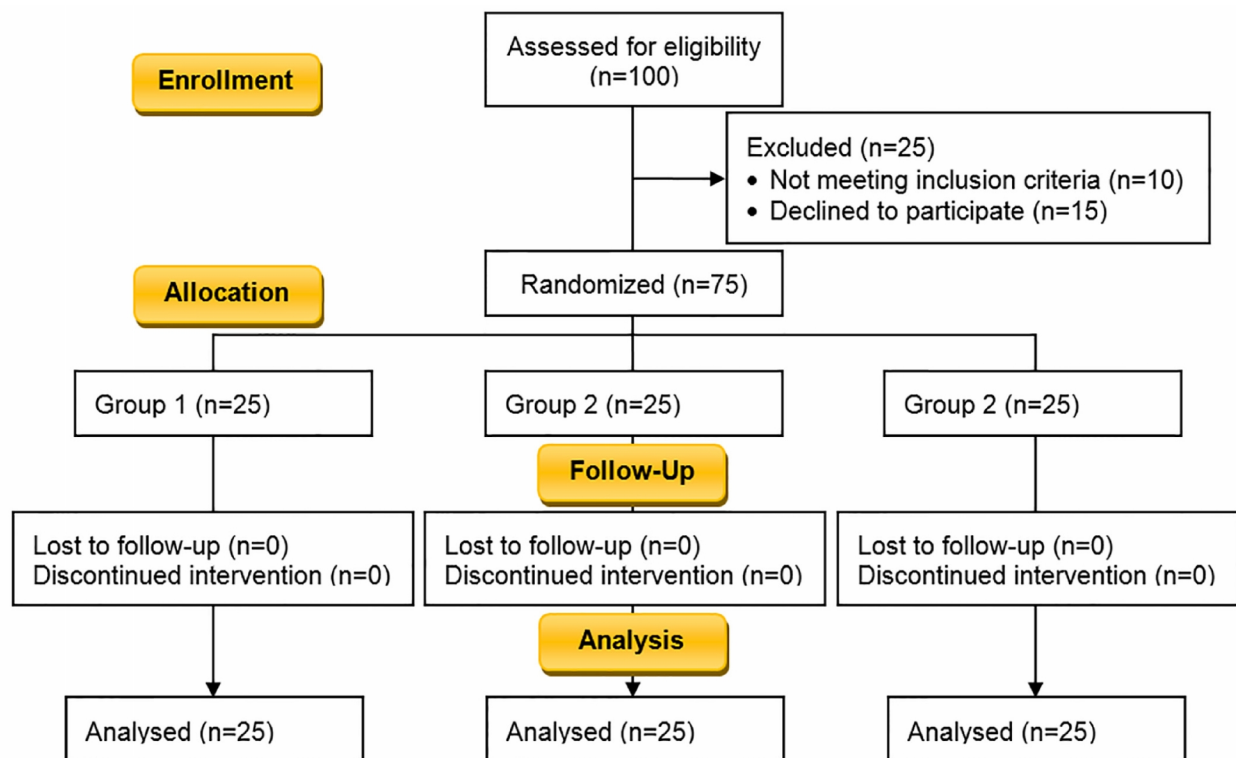 Enrollment
Assessed for eligibility
(n=100)
Excluded (n=25)
• Not meeting inclusion criteria (n=10)
• Declined to participate (n=15)
Allocation
Randomized (n=75)
Group 1 (n=25)
Group 2 (n=25)
Group 2 (n=25)
Follow-Up
Lost to follow-up (n=0)
Discontinued intervention (n=0)
Lost to follow-up (n=0)
Discontinued intervention (n=0)
Lost to follow-up (n=0)
Discontinued intervention (n=0)
Analysis
Analysed (n=25)
Analysed (n=25)
Analysed (n=25)